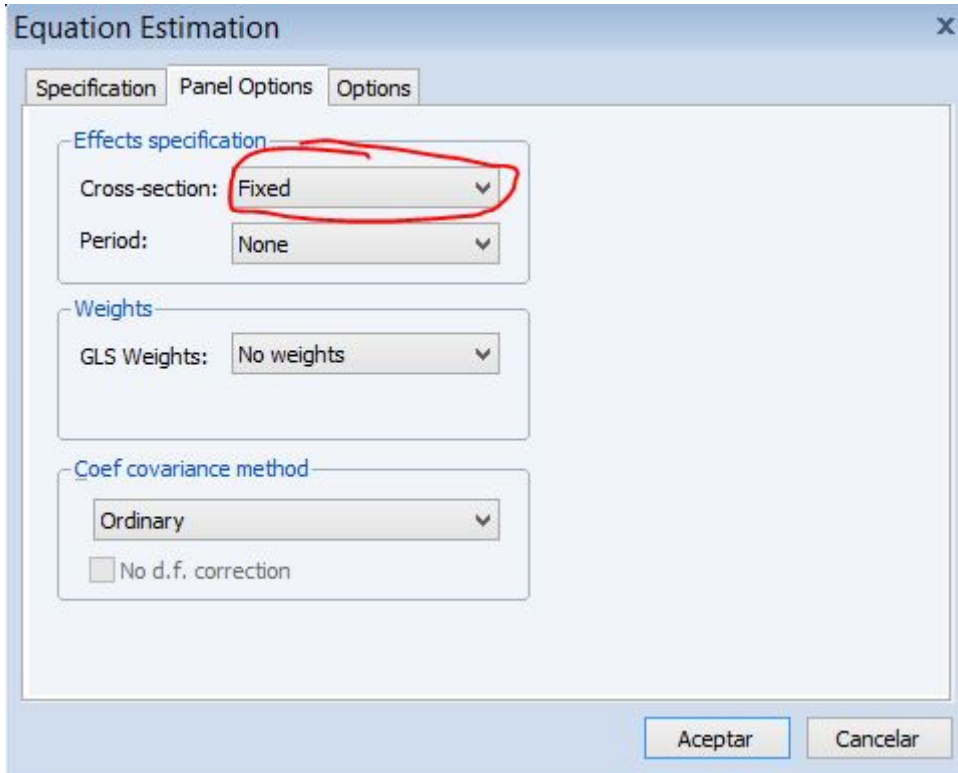 Equation Estimation
Specification Panel Options Options
Effects specification
Cross-section: Fixed
Period: None
Weights
GLS Weights: No weights
Coef covariance method
Ordinary
No d.f. correction
Aceptar Cancelar